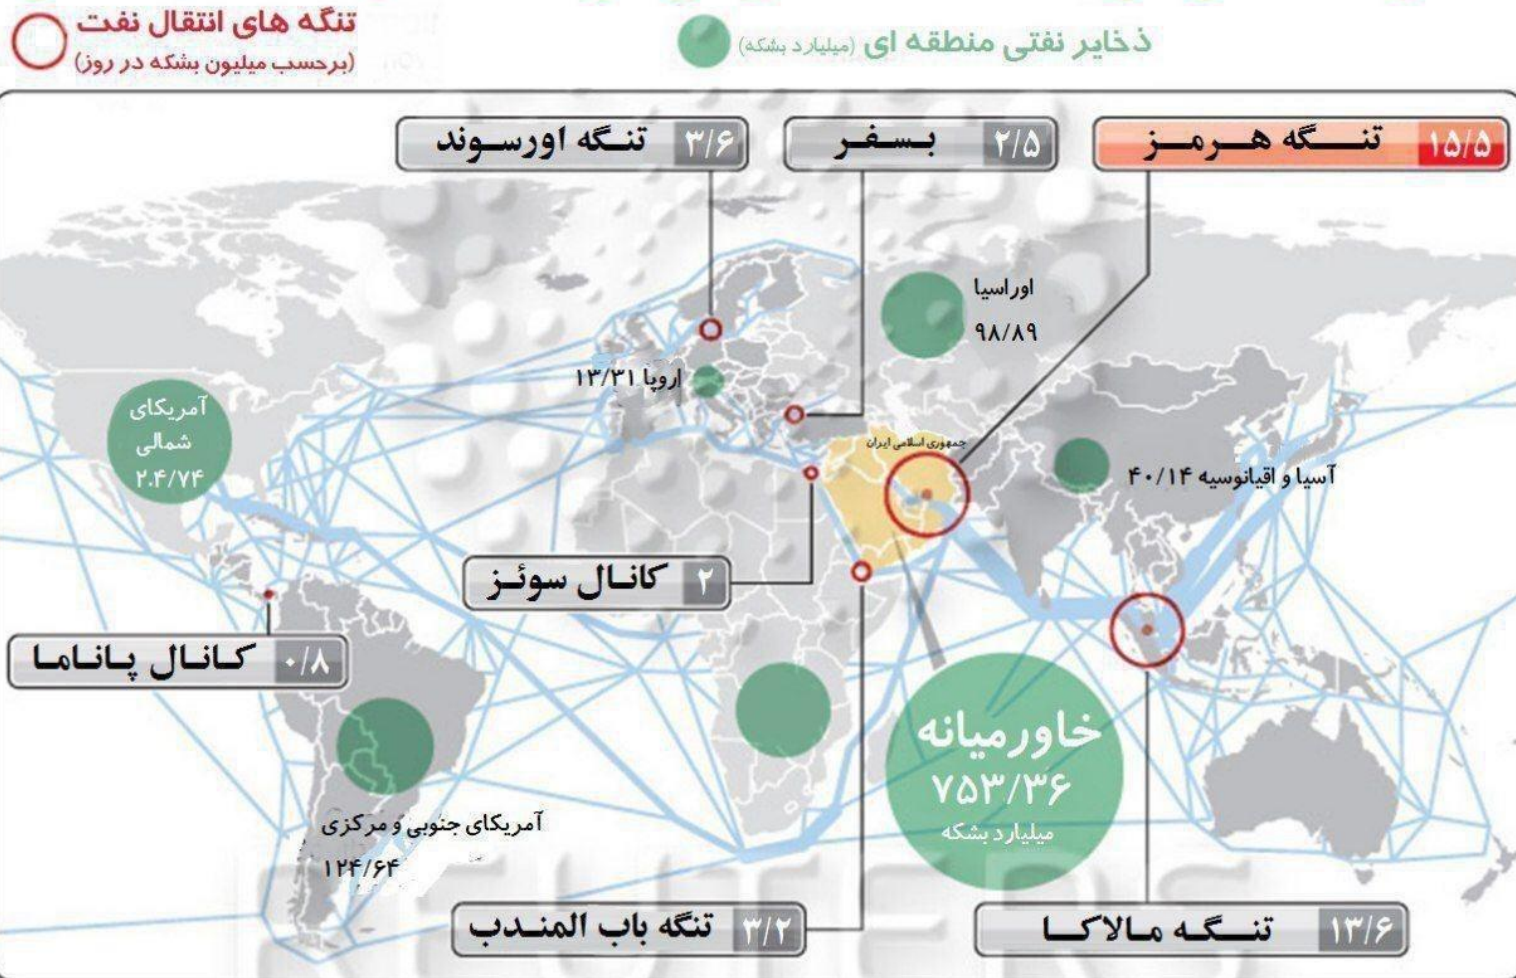 تنگه های انتقال نفت
(برحسب میلیون بشکه در روز)
ذخایر نفتی منطقه ای (میلیارد بشکه)
۱۵/۵ تنگه هرمز
۲/۵ بسفر
۳/۶ تنگه اورسوند
اوراسیا
۹۸/۸۹
اروپا ۱۳/۳۱
آمریکای
شمالی
۲۰۴/۷۴
جمهوری اسلامی ایران
آسیا و اقیانوسیه ۴۰/۱۴
۲ کانال سوئز
۰/۸ کانال پاناما
خاورمیانه
۷۵۳/۳۶
میلیارد بشکه
آمریکای جنوبی و مرکزی
۱۲۴/۶۴
۳/۲ تنگه باب المندب
۱۳/۶ تنگه مالاکا
REUTERS